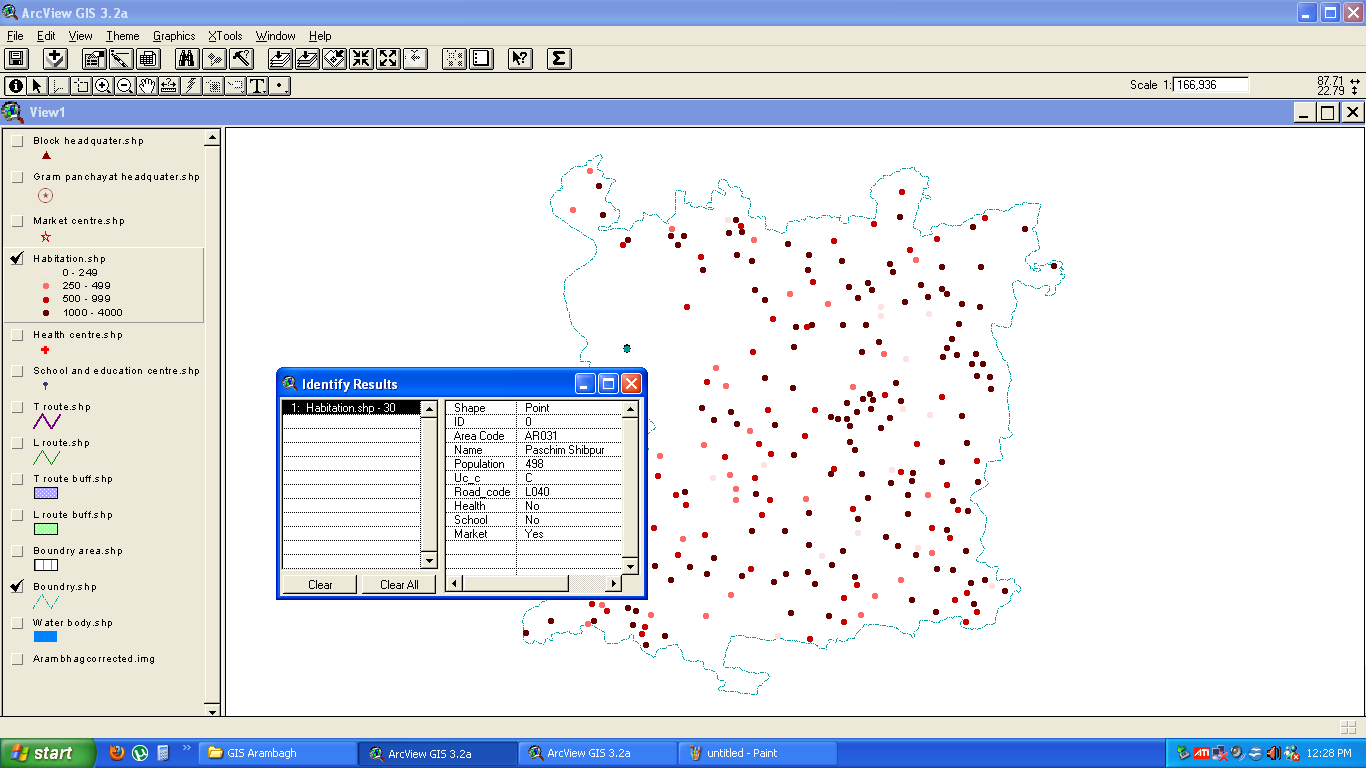 ArcView GIS 3.2a
File Edit View Theme Graphics XTools Window Help
Scale 1: 166,936
87.71
22.79
View1
Block headquater.shp
Gram panchayat headquater.shp
Market centre.shp
Habitation.shp
0 - 249
250 - 499
500 - 999
1000 - 4000
Health centre.shp
School and education centre.shp
T route.shp
L route.shp
T route buff.shp
L route buff.shp
Boundry area.shp
Boundry.shp
Water body.shp
Arambhagcorrected.img
Identify Results
1: Habitation.shp - 30
Shape Point
ID 0
Area Code AR031
Name Paschim Shibpur
Population 498
Uc_c C
Road_code L040
Health No
School No
Market Yes
Clear Clear All
start GIS Arambagh ArcView GIS 3.2a ArcView GIS 3.2a untitled - Paint ATI 12:28 PM